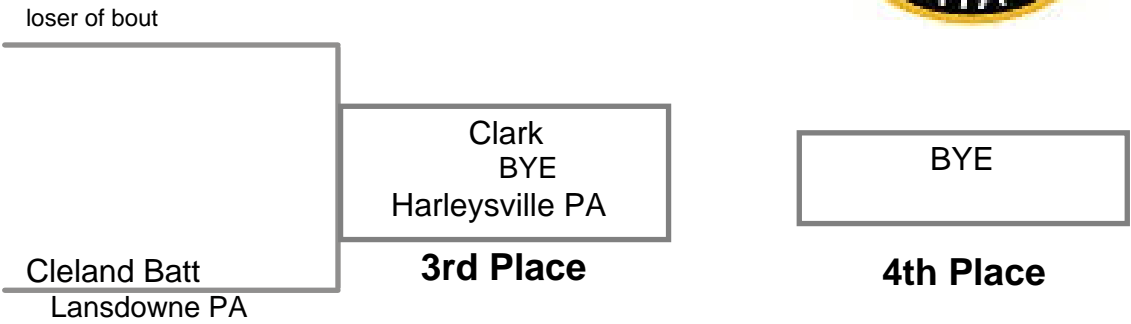 loser of bout
Clark
BYE
Harleysville PA
BYE
Cleland Batt
3rd Place
4th Place
Lansdowne PA